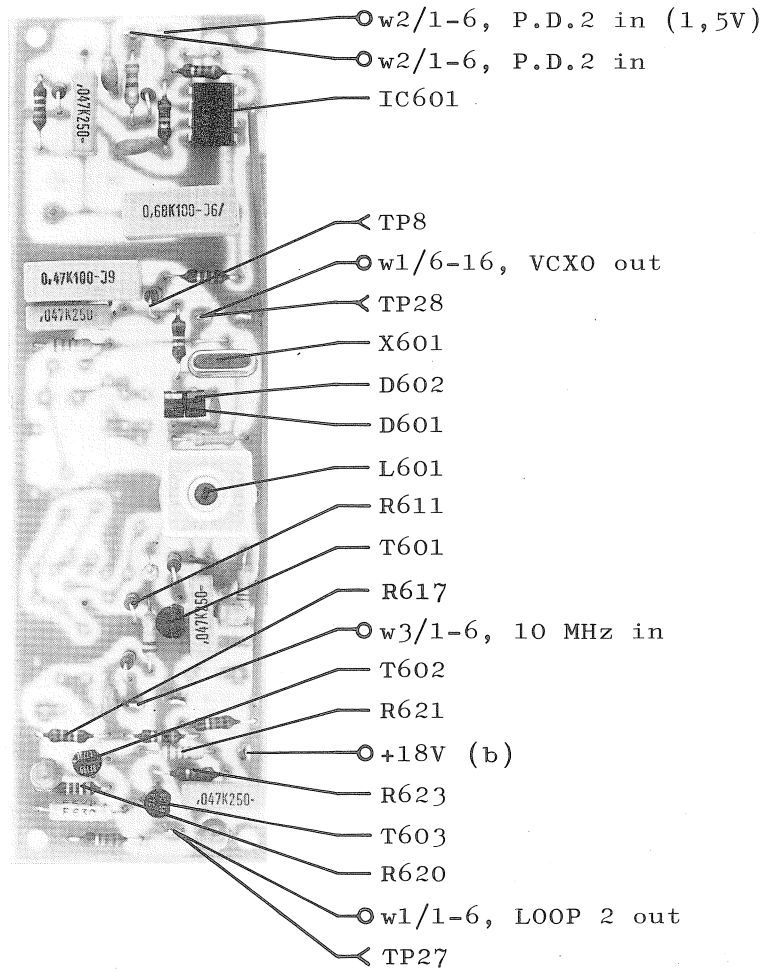 w2/1-6, P.D.2 in (1,5V)
w2/1-6, P.D.2 in
IC601
,047K250-
0,68K100-J6/
TP8
0,47K100-J9
w1/6-16, VCXO out
,047K250
TP28
X601
D602
D601
L601
R611
T601
,047K250-
R617
w3/1-6, 10 MHz in
T602
R621
+18V (b)
R623
,047K250-
T603
R620
w1/1-6, LOOP 2 out
TP27